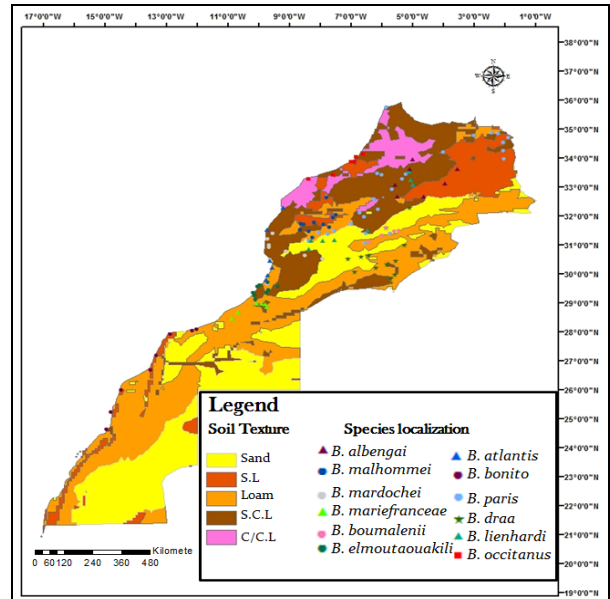 17°0'0"W 15°0'0"W 13°0'0"W 11°0'0"W 9°0'0"W 7°0'0"W 5°0'0"W 3°0'0"W 1°0'0"W
38°0'0"N
37°0'0"N
36°0'0"N
35°0'0"N
34°0'0"N
33°0'0"N
32°0'0"N
31°0'0"N
30°0'0"N
29°0'0"N
28°0'0"N
27°0'0"N
26°0'0"N
25°0'0"N
24°0'0"N
23°0'0"N
22°0'0"N
21°0'0"N
20°0'0"N
19°0'0"N
N
W E
S
Legend
Soil Texture
Sand
S.L
Loam
S.C.L
C/C.L
Species localization
B. albengai
B. malhommei
B. mardochei
B. mariefranceae
B. boumalenii
B. elmoutaouakili
B. atlantis
B. bonito
B. paris
B. draa
B. lienhardi
B. occitanus
Kilomete
0 60 120 240 360 480